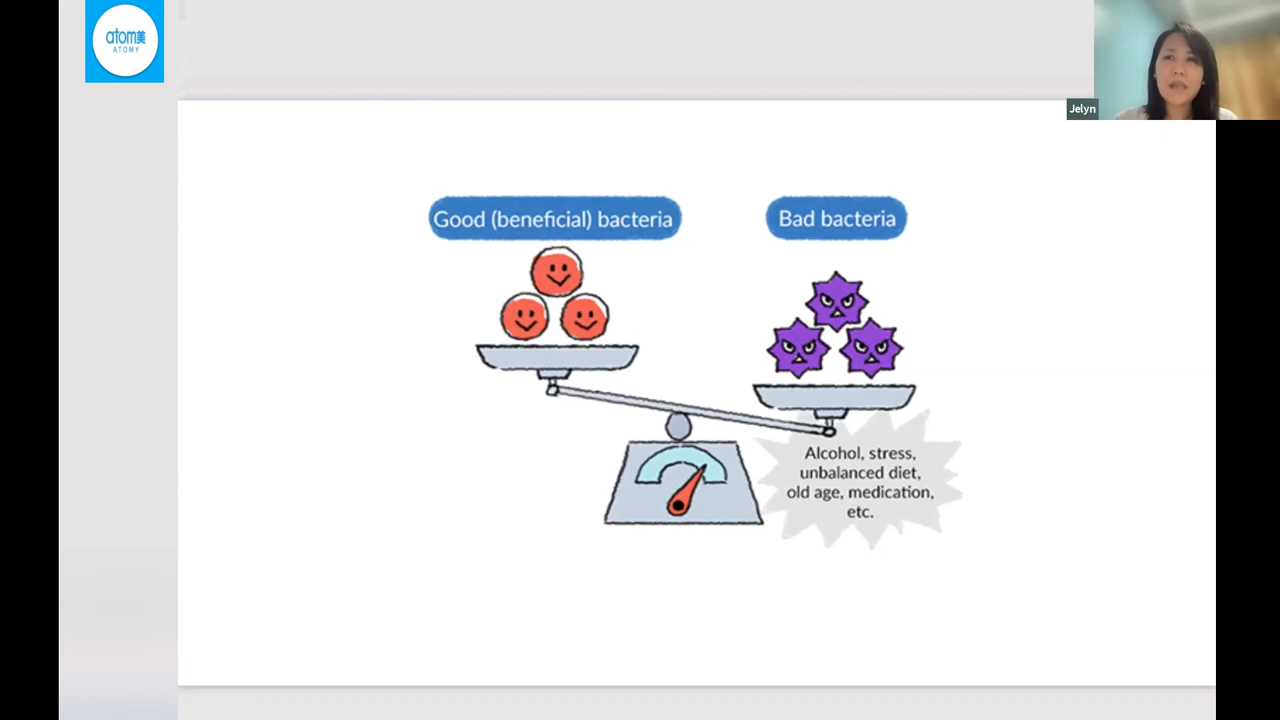 atom美
ATOMY
Jelyn
Good (beneficial) bacteria
Bad bacteria
Alcohol, stress,
unbalanced diet,
old age, medication,
etc.